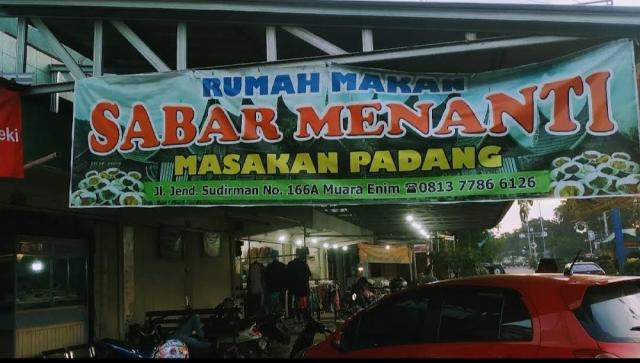 RUMAH MAKAN
SABAR MENANTI
MASAKAN PADANG
Jl. Jend. Sudirman No. 166A Muara Enim ☎0813 7786 6126
eki